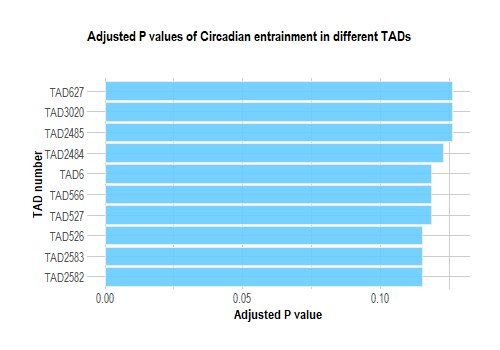 Adjusted P values of Circadian entrainment in different TADs
TAD627
TAD3020
TAD2485
TAD2484
TAD6
TAD566
TAD527
TAD526
TAD2583
TAD2582
TAD number
0.00 0.05 0.10
Adjusted P value